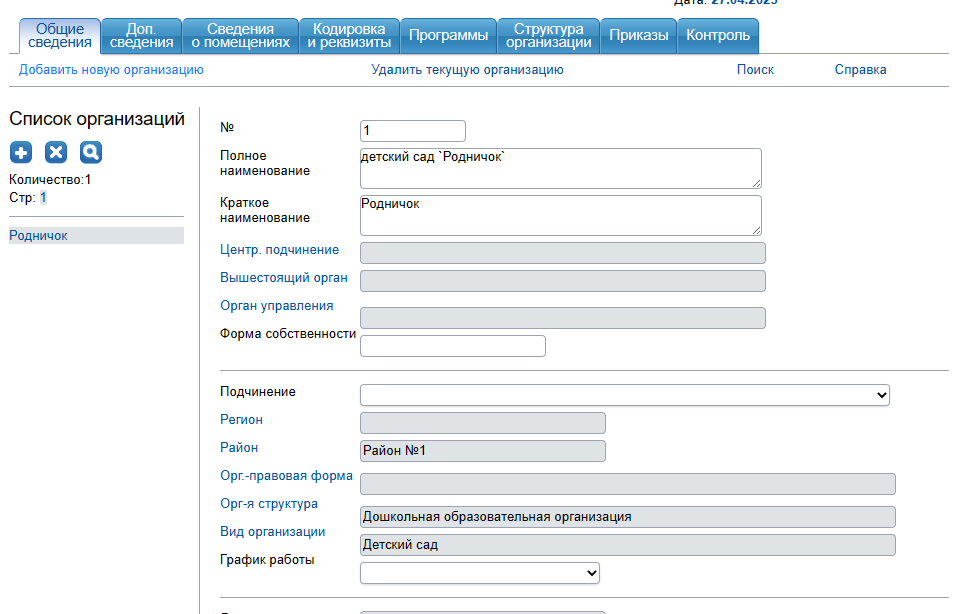 Дата: 27.04.2025
Общие сведения
Доп. сведения
Сведения о помещениях
Кодировка и реквизиты
Программы
Структура организации
Приказы
Контроль
Добавить новую организацию
Удалить текущую организацию
Поиск
Справка
Список организаций
Количество:1
Стр: 1
Родничок
№
1
Полное
наименование
детский сад `Родничок`
Краткое
наименование
Родничок
Центр. подчинение
Вышестоящий орган
Орган управления
Форма собственности
Подчинение
Регион
Район
Район №1
Орг.-правовая форма
Орг-я структура
Дошкольная образовательная организация
Вид организации
Детский сад
График работы